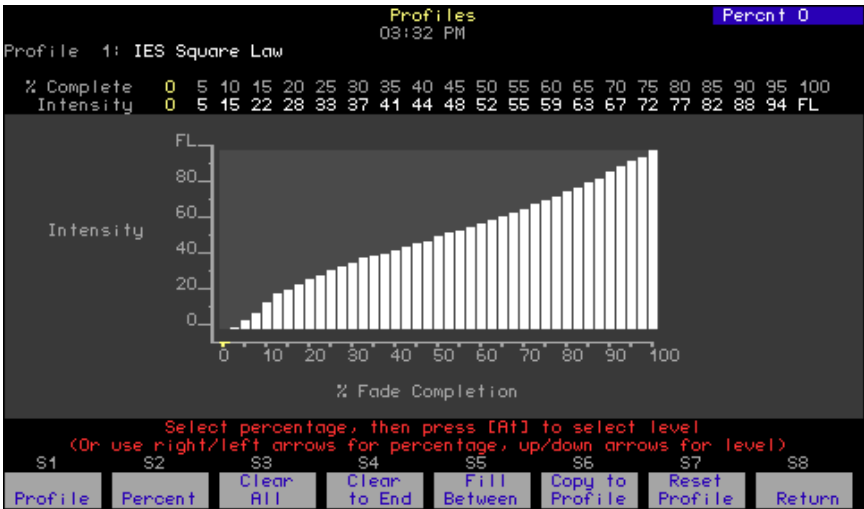 Profiles
Percnt 0
03:32 PM
Profile 1: IES Square Law
% Complete 0 5 10 15 20 25 30 35 40 45 50 55 60 65 70 75 80 85 90 95 100
Intensity 0 5 15 22 28 33 37 41 44 48 52 55 59 63 67 72 77 82 88 94 FL
FL
80
60
Intensity
40
20
0
0 10 20 30 40 50 60 70 80 90 100
% Fade Completion
Select percentage, then press [At] to select level
(Or use right/left arrows for percentage, up/down arrows for level)
S1 S2 S3 S4 S5 S6 S7 S8
Clear Clear Fill Copy to Reset
Profile Percent All to End Between Profile Profile Return